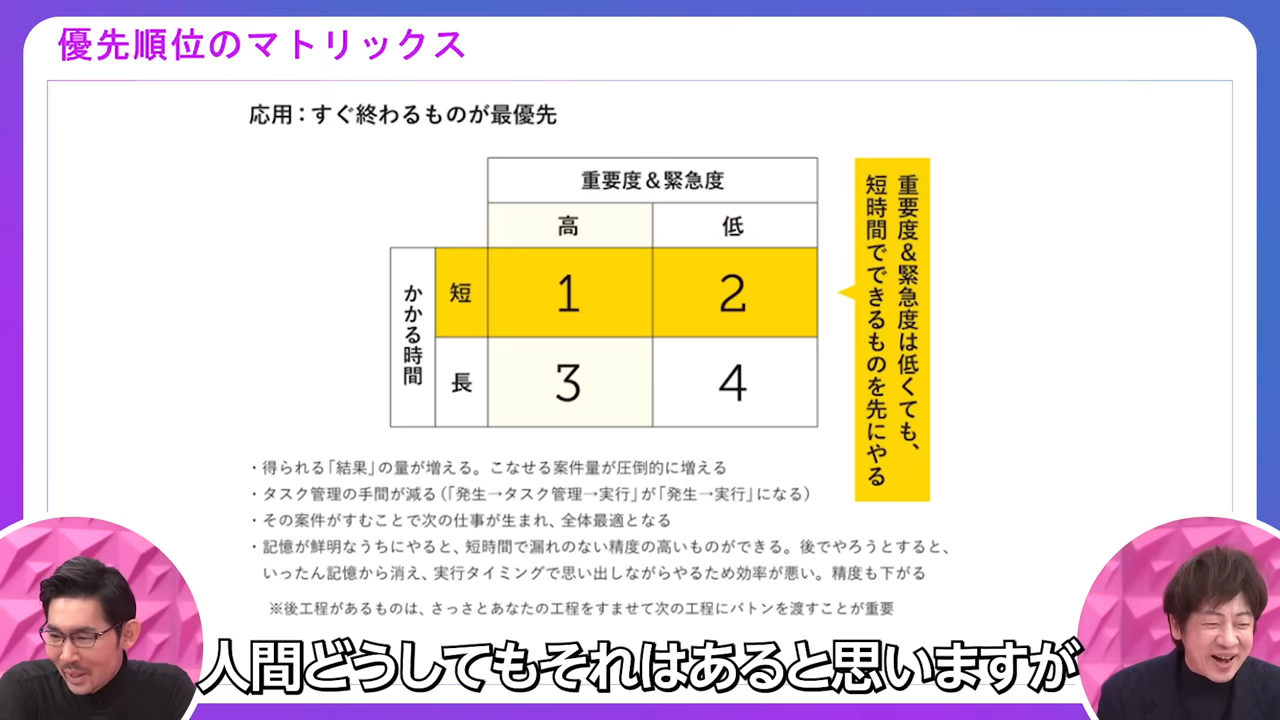 優先順位のマトリックス
応用：すぐ終わるものが最優先
重要度＆緊急度
高
低
かかる時間
短
1
2
長
3
4
重要度＆緊急度は低くても、
短時間でできるものを先にやる
・得られる「結果」の量が増える。こなせる案件量が圧倒的に増える
・タスク管理の手間が減る（「発生→タスク管理→実行」が「発生→実行」になる）
・その案件がすむことで次の仕事が生まれ、全体最適となる
・記憶が鮮明なうちにやると、短時間で漏れのない精度の高いものができる。後でやろうとすると、
いったん記憶から消え、実行タイミングで思い出しながらやるため効率が悪い。精度も下がる
※後工程があるものは、さっさとあなたの工程をすませて次の工程にバトンを渡すことが重要
人間どうしてもそれはあると思いますが